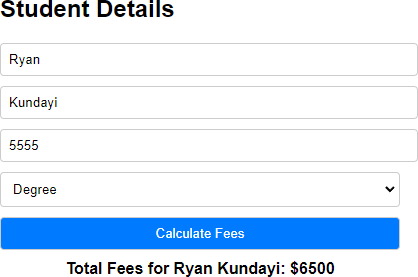 Student Details
Ryan
Kundayi
5555
Degree
Calculate Fees
Total Fees for Ryan Kundayi: $6500